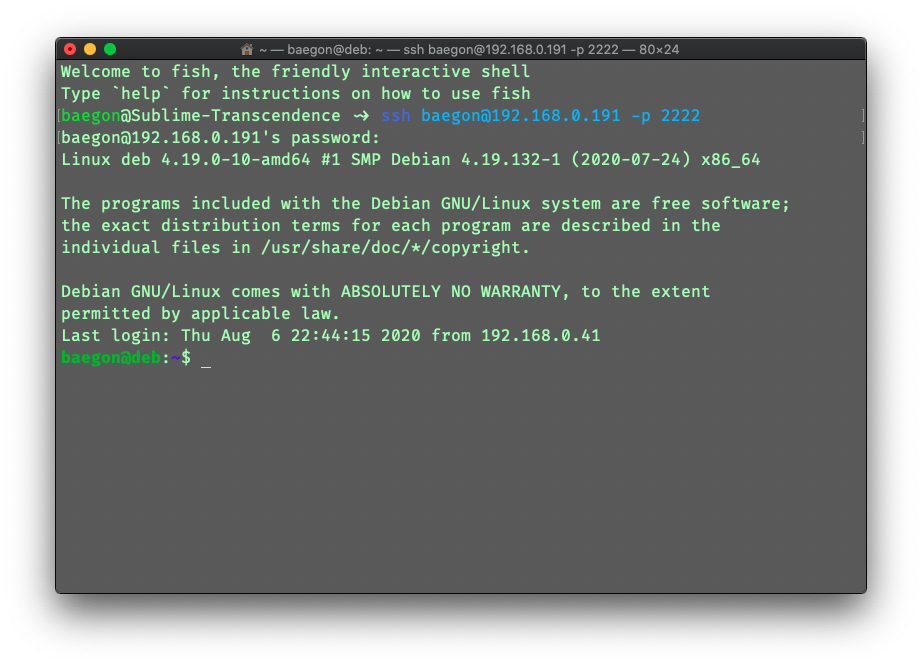 ~ — baegon@deb: ~ — ssh baegon@192.168.0.191 -p 2222 — 80×24
Welcome to fish, the friendly interactive shell
Type `help` for instructions on how to use fish
[baegon@Sublime-Transcendence ~> ssh baegon@192.168.0.191 -p 2222 ]
[baegon@192.168.0.191's password: ]
Linux deb 4.19.0-10-amd64 #1 SMP Debian 4.19.132-1 (2020-07-24) x86_64
The programs included with the Debian GNU/Linux system are free software;
the exact distribution terms for each program are described in the
individual files in /usr/share/doc/*/copyright.
Debian GNU/Linux comes with ABSOLUTELY NO WARRANTY, to the extent
permitted by applicable law.
Last login: Thu Aug  6 22:44:15 2020 from 192.168.0.41
baegon@deb:~$ _